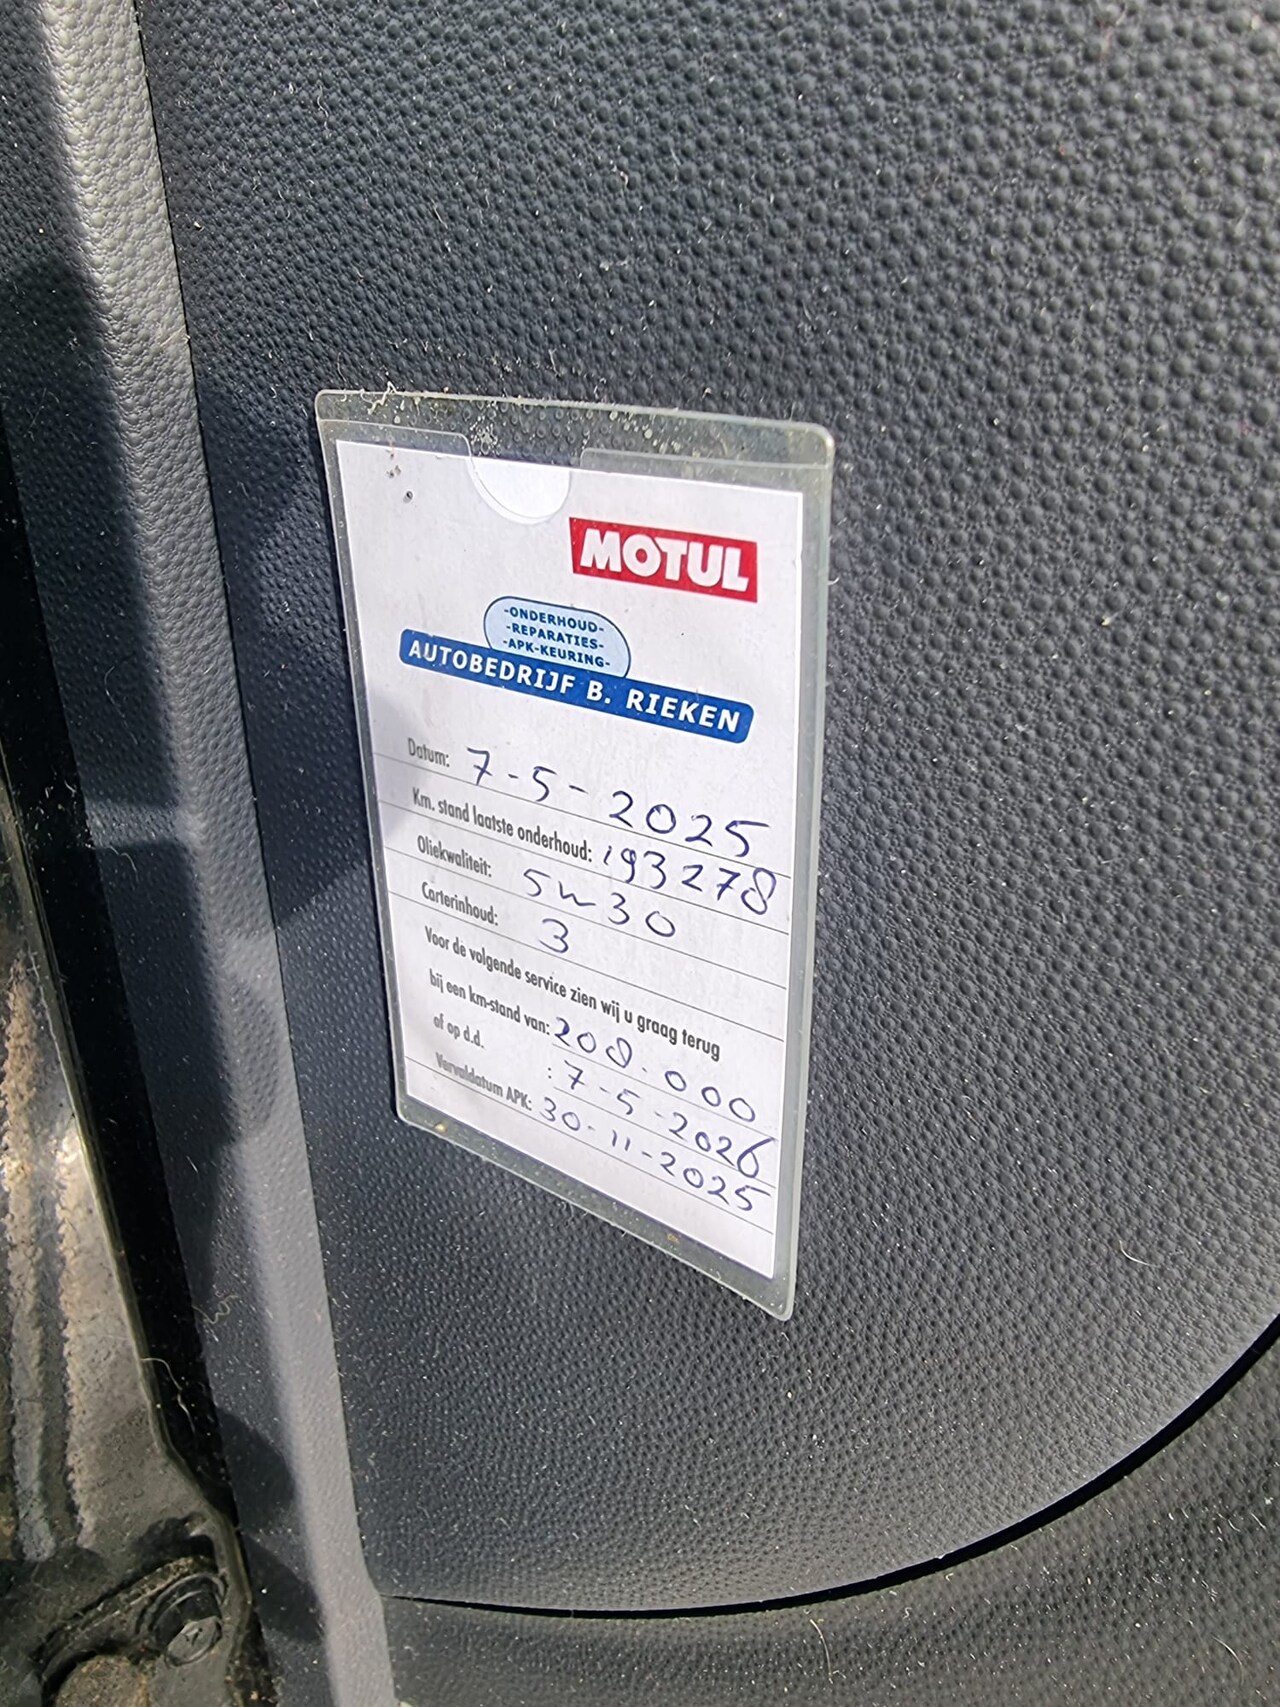 MOTUL
-ONDERHOUD-
-REPARATIES-
-APK-KEURING-
AUTOBEDRIJF B. RIEKEN
Datum: 7-5-2025
Km. stand laatste onderhoud: 193278
Oliekwaliteit: 5w30
Carterinhoud: 3
Voor de volgende service zien wij u graag terug
bij een km-stand van: 208.000
of op d.d. : 7-5-2026
Vervaldatum APK: 30-11-2025